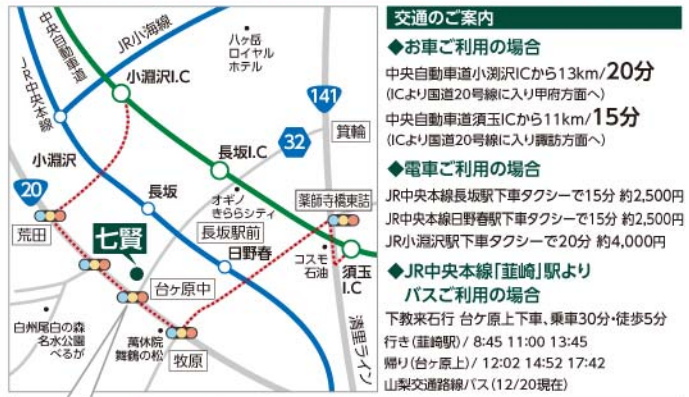 中央自動車道
JR小海線
JR中央本線
八ヶ岳
ロイヤル
ホテル
小淵沢I.C
141
箕輪
32
長坂I.C
小淵沢
20
荒田
長坂
オギノ
きららシティ
長坂駅前
薬師寺橋東詰
七賢
日野春
コスモ
石油
須玉
I.C
台ヶ原中
白州尾白の森
名水公園
べるが
萬休院
舞鶴の松
牧原
清里ライン
交通のご案内
◆お車ご利用の場合
中央自動車道小渕沢ICから13km/20分
(ICより国道20号線に入り甲府方面へ)
中央自動車道須玉ICから11km/15分
(ICより国道20号線に入り諏訪方面へ)
◆電車ご利用の場合
JR中央本線長坂駅下車タクシーで15分 約2,500円
JR中央本線日野春駅下車タクシーで15分 約2,500円
JR小淵沢駅下車タクシーで20分 約4,000円
◆JR中央本線「韮崎」駅より
バスご利用の場合
下教来石行 台ケ原上下車、乗車30分・徒歩5分
行き(韮崎駅) / 8:45 11:00 13:45
帰り(台ヶ原上) / 12:02 14:52 17:42
山梨交通路線バス(12/20現在)